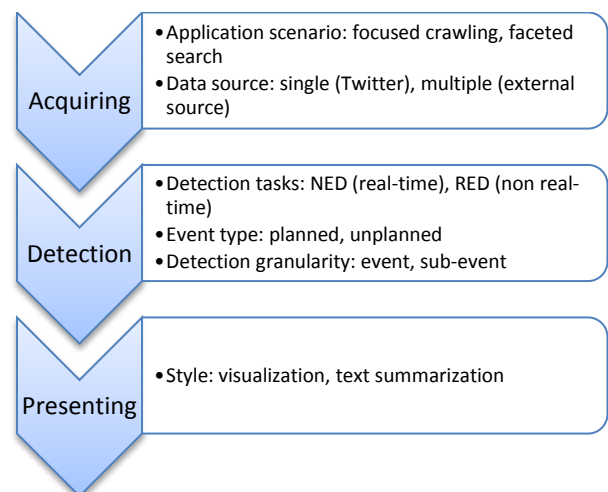 Acquiring
•Application scenario: focused crawling, faceted
search
•Data source: single (Twitter), multiple (external
source)
Detection
•Detection tasks: NED (real-time), RED (non real-
time)
•Event type: planned, unplanned
•Detection granularity: event, sub-event
Presenting
•Style: visualization, text summarization